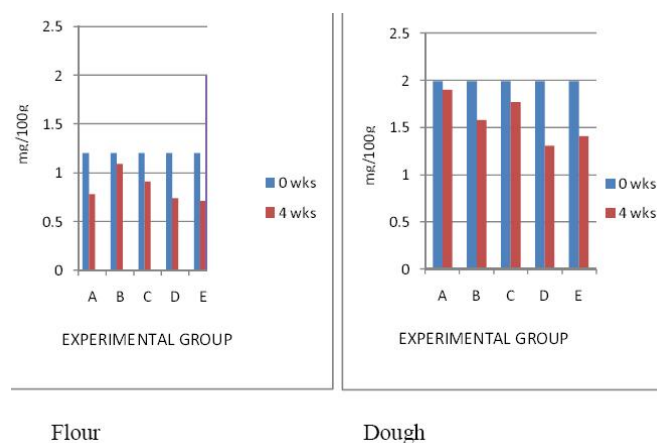 2.5
2
1.5
1
0.5
0
mg/100g
A B C D E
EXPERIMENTAL GROUP
0 wks
4 wks
2.5
2
1.5
1
0.5
0
mg/100g
A B C D E
EXPERIMENTAL GROUP
0 wks
4 wks
Flour
Dough